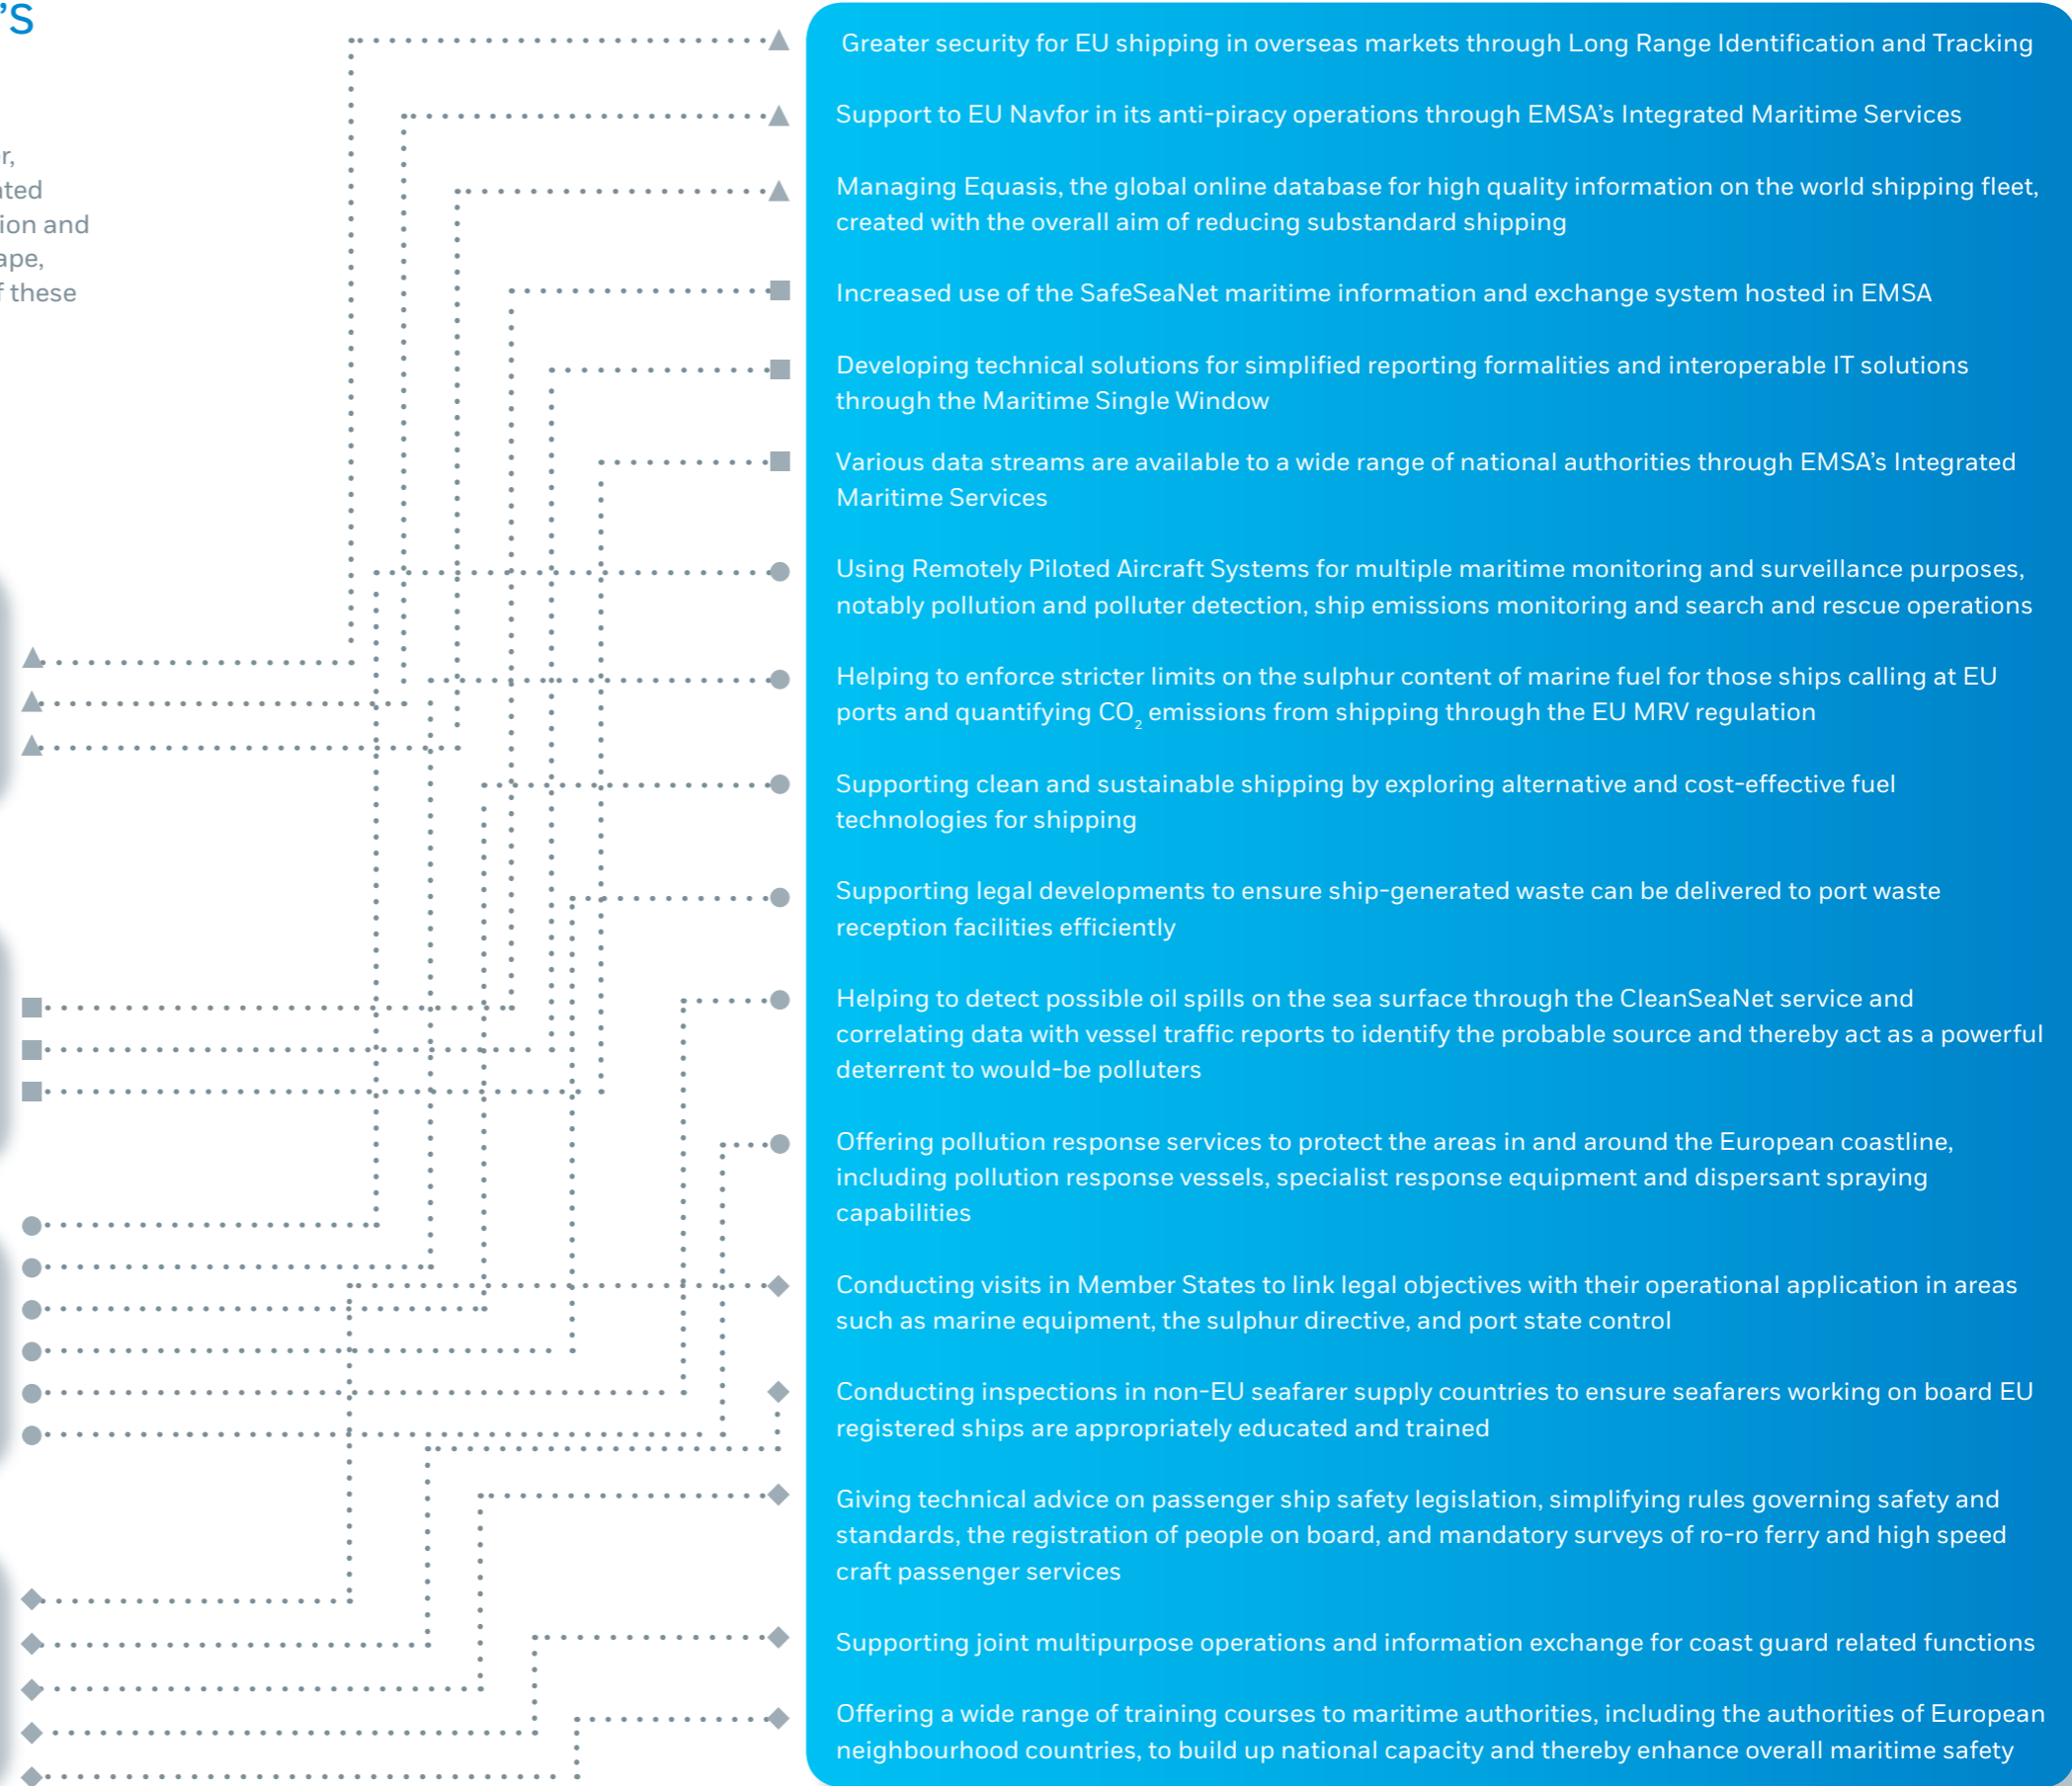 's
r,
ated
ion and
ape,
f these
Greater security for EU shipping in overseas markets through Long Range Identification and Tracking
Support to EU Navfor in its anti-piracy operations through EMSA's Integrated Maritime Services
Managing Equasis, the global online database for high quality information on the world shipping fleet,
created with the overall aim of reducing substandard shipping
Increased use of the SafeSeaNet maritime information and exchange system hosted in EMSA
Developing technical solutions for simplified reporting formalities and interoperable IT solutions
through the Maritime Single Window
Various data streams are available to a wide range of national authorities through EMSA's Integrated
Maritime Services
Using Remotely Piloted Aircraft Systems for multiple maritime monitoring and surveillance purposes,
notably pollution and polluter detection, ship emissions monitoring and search and rescue operations
Helping to enforce stricter limits on the sulphur content of marine fuel for those ships calling at EU
ports and quantifying CO₂ emissions from shipping through the EU MRV regulation
Supporting clean and sustainable shipping by exploring alternative and cost-effective fuel
technologies for shipping
Supporting legal developments to ensure ship-generated waste can be delivered to port waste
reception facilities efficiently
Helping to detect possible oil spills on the sea surface through the CleanSeaNet service and
correlating data with vessel traffic reports to identify the probable source and thereby act as a powerful
deterrent to would-be polluters
Offering pollution response services to protect the areas in and around the European coastline,
including pollution response vessels, specialist response equipment and dispersant spraying
capabilities
Conducting visits in Member States to link legal objectives with their operational application in areas
such as marine equipment, the sulphur directive, and port state control
Conducting inspections in non-EU seafarer supply countries to ensure seafarers working on board EU
registered ships are appropriately educated and trained
Giving technical advice on passenger ship safety legislation, simplifying rules governing safety and
standards, the registration of people on board, and mandatory surveys of ro-ro ferry and high speed
craft passenger services
Supporting joint multipurpose operations and information exchange for coast guard related functions
Offering a wide range of training courses to maritime authorities, including the authorities of European
neighbourhood countries, to build up national capacity and thereby enhance overall maritime safety